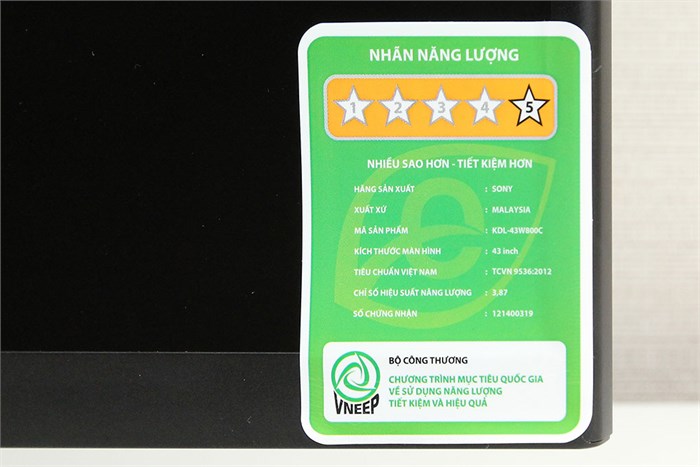 NHÃN NĂNG LƯỢNG
1 2 3 4 5
NHIỀU SAO HƠN - TIẾT KIỆM HƠN
HÃNG SẢN XUẤT : SONY
XUẤT XỨ : MALAYSIA
MÃ SẢN PHẨM : KDL-43W800C
KÍCH THƯỚC MÀN HÌNH : 43 inch
TIÊU CHUẨN VIỆT NAM : TCVN 9536:2012
CHỈ SỐ HIỆU SUẤT NĂNG LƯỢNG : 3.87
SỐ CHỨNG NHẬN : 121400319
BỘ CÔNG THƯƠNG
CHƯƠNG TRÌNH MỤC TIÊU QUỐC GIA
VỀ SỬ DỤNG NĂNG LƯỢNG
TIẾT KIỆM VÀ HIỆU QUẢ
VNEEP